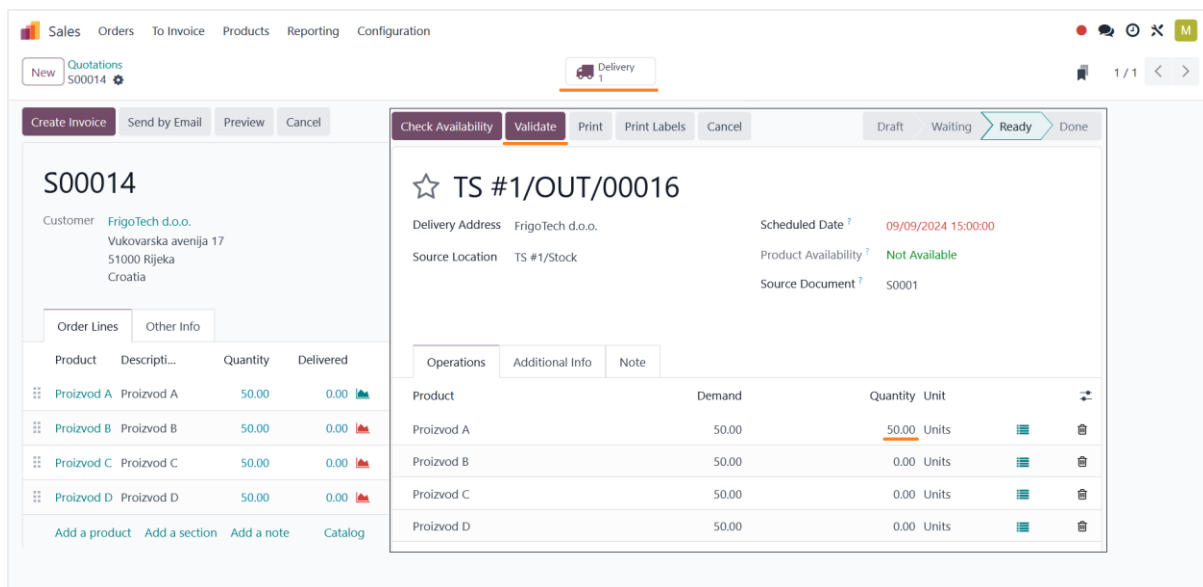 Sales Orders To Invoice Products Reporting Configuration M
New Quotations
S00014
Delivery
1
1 / 1
Create Invoice Send by Email Preview Cancel
S00014
Customer FrigoTech d.o.o.
Vukovarska avenija 17
51000 Rijeka
Croatia
Order Lines Other Info
Product Descripti... Quantity Delivered
Proizvod A Proizvod A 50.00 0.00
Proizvod B Proizvod B 50.00 0.00
Proizvod C Proizvod C 50.00 0.00
Proizvod D Proizvod D 50.00 0.00
Add a product Add a section Add a note Catalog
Check Availability Validate Print Print Labels Cancel Draft Waiting Ready Done
TS #1/OUT/00016
Delivery Address FrigoTech d.o.o. Scheduled Date ? 09/09/2024 15:00:00
Source Location TS #1/Stock Product Availability ? Not Available
Source Document ? S0001
Operations Additional Info Note
Product Demand Quantity Unit
Proizvod A 50.00 50.00 Units
Proizvod B 50.00 0.00 Units
Proizvod C 50.00 0.00 Units
Proizvod D 50.00 0.00 Units